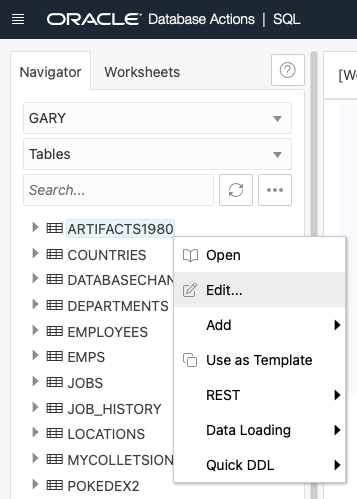 ORACLE Database Actions | SQL
Navigator
Worksheets
[We
GARY
Tables
Search...
ARTIFACTS1980
COUNTRIES
Open
DATABASECHAN
Edit...
DEPARTMENTS
EMPLOYEES
Add
EMPS
Use as Template
JOBS
REST
JOB_HISTORY
LOCATIONS
Data Loading
MYCOLLETSION
Quick DDL
POKEDEX2